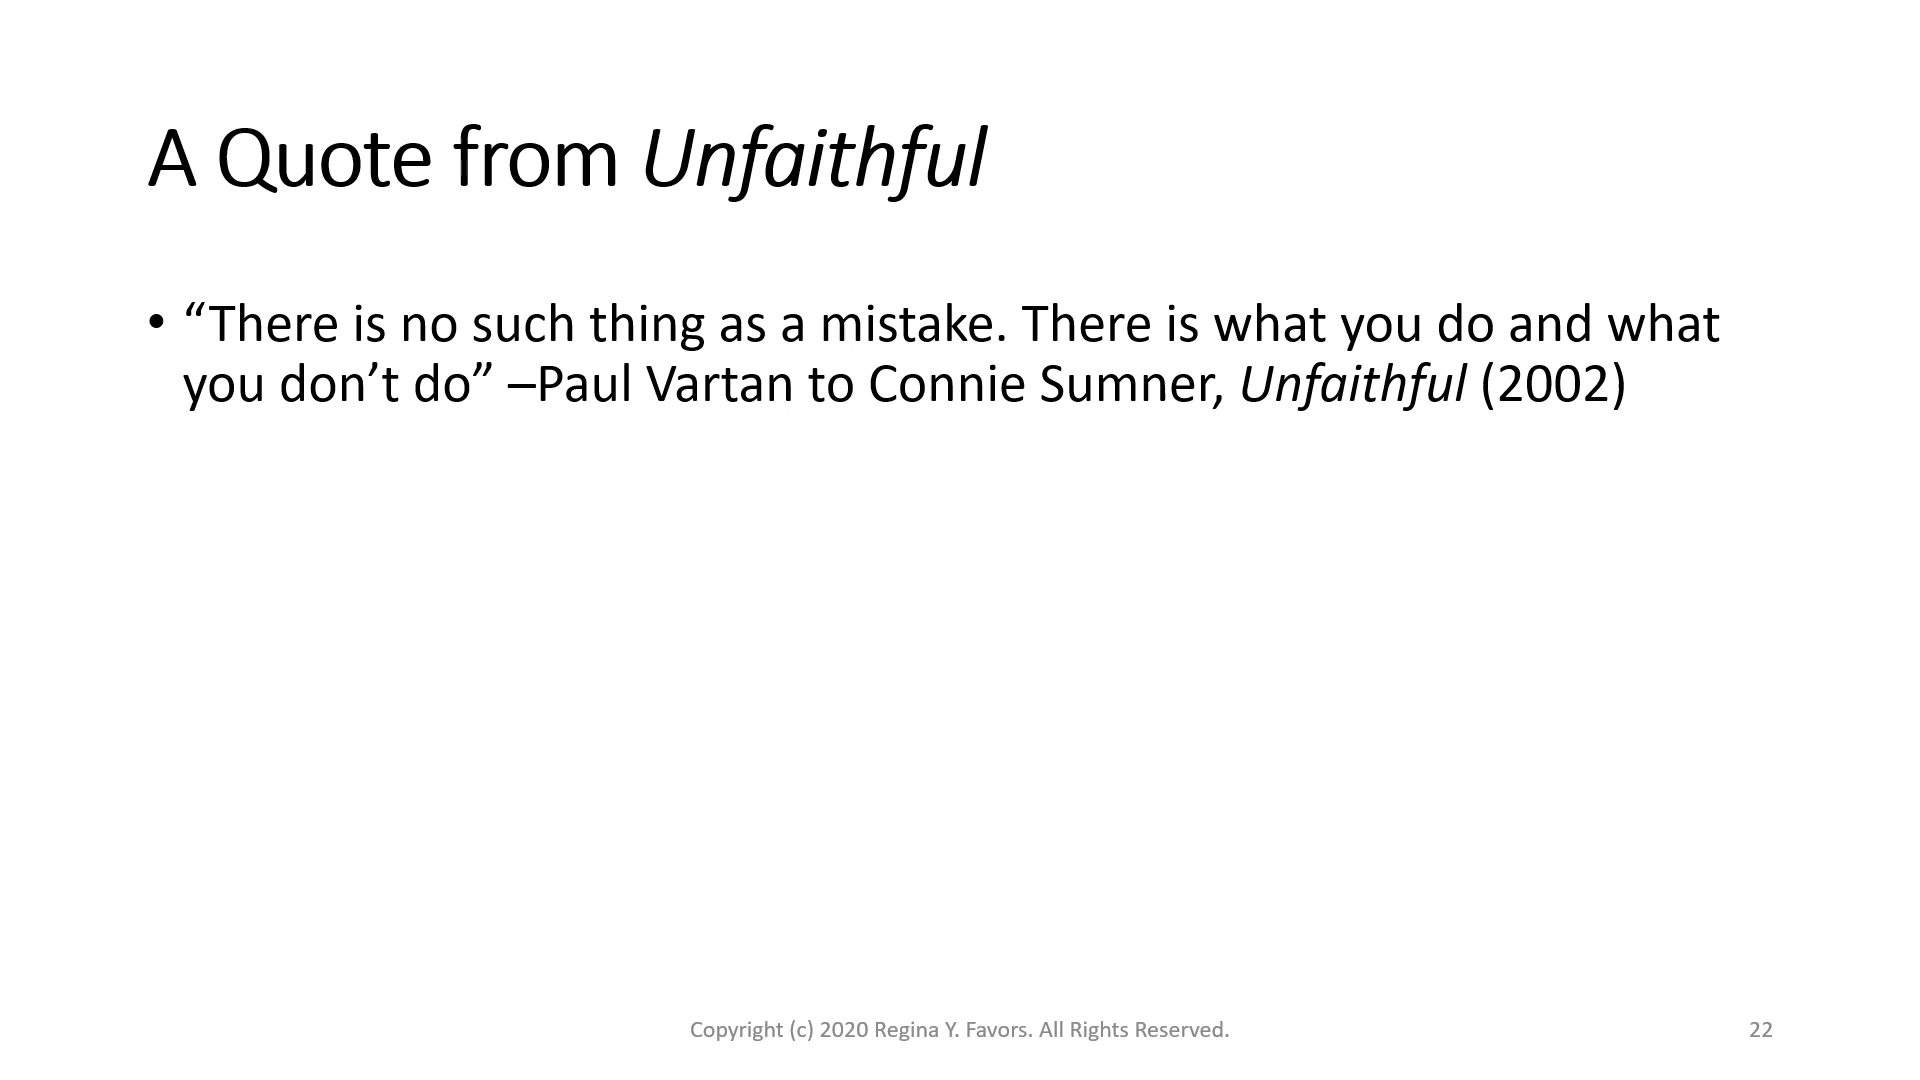 A Quote from Unfaithful
• “There is no such thing as a mistake. There is what you do and what
you don’t do” –Paul Vartan to Connie Sumner, Unfaithful (2002)
Copyright (c) 2020 Regina Y. Favors. All Rights Reserved.
22